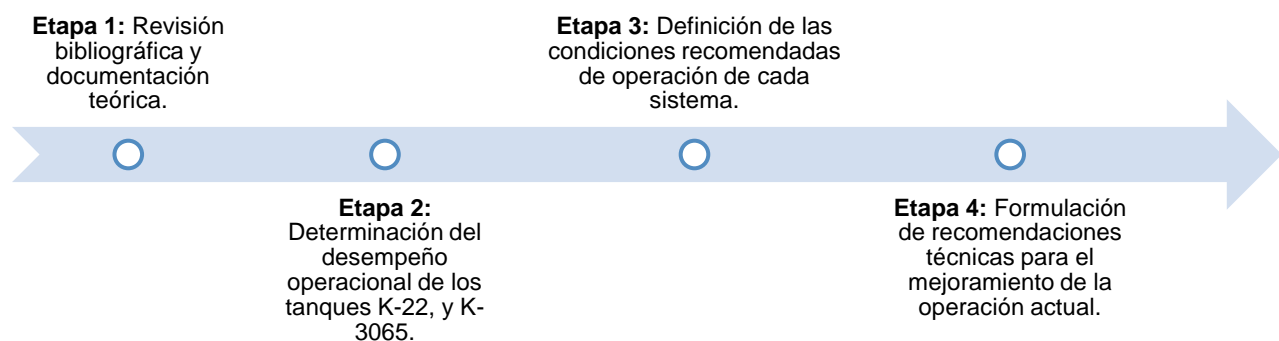 Etapa 1: Revisión
bibliográfica y
documentación
teórica.
Etapa 2:
Determinación del
desempeño
operacional de los
tanques K-22, y K-
3065.
Etapa 3: Definición de las
condiciones recomendadas
de operación de cada
sistema.
Etapa 4: Formulación
de recomendaciones
técnicas para el
mejoramiento de la
operación actual.